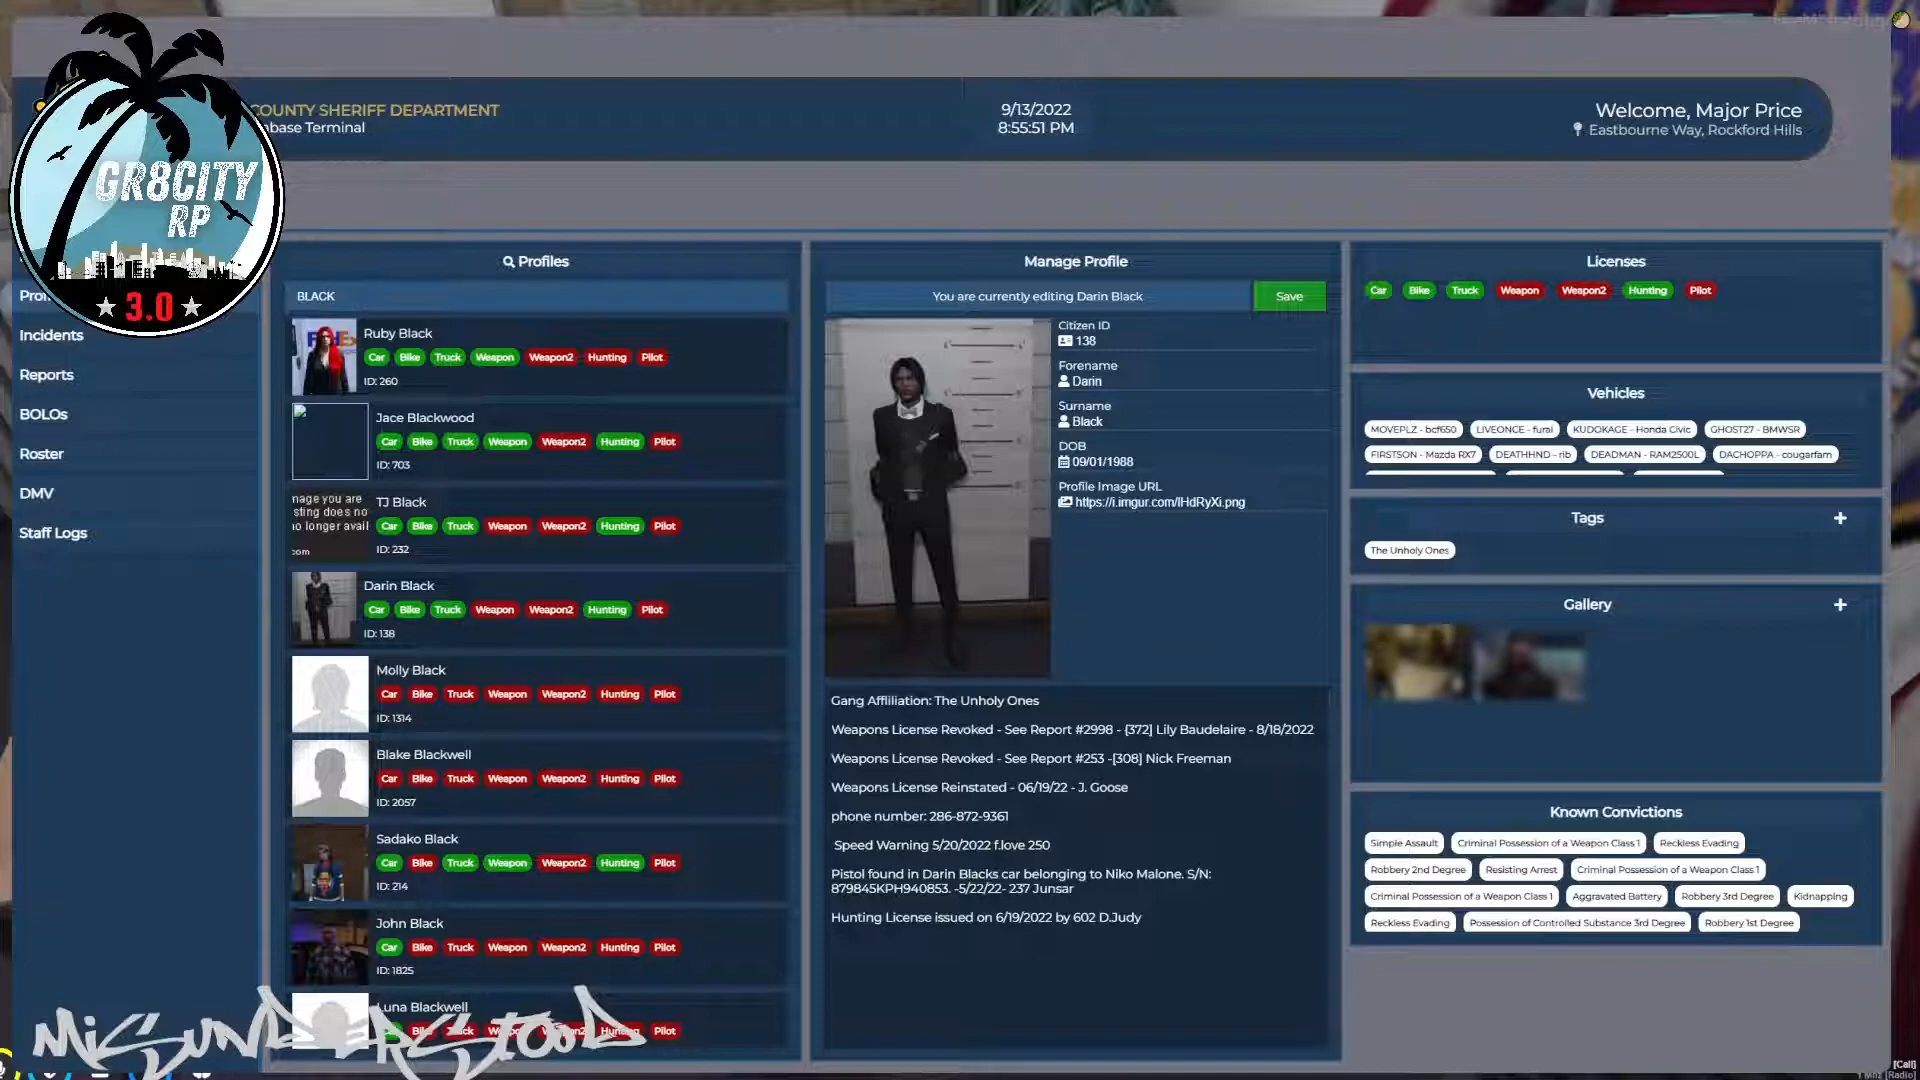 GR8CITY
RP
3.0
COUNTY SHERIFF DEPARTMENT
abase Terminal
9/13/2022
8:55:51 PM
Welcome, Major Price
Eastbourne Way, Rockford Hills
Incidents
Reports
BOLOs
Roster
DMV
Staff Logs
Profiles
BLACK
Ruby Black
Car Bike Truck Weapon Weapon2 Hunting Pilot
ID: 260
Jace Blackwood
Car Bike Truck Weapon Weapon2 Hunting Pilot
ID: 703
nage you are
sting does no
no longer avail
.com
TJ Black
Car Bike Truck Weapon Weapon2 Hunting Pilot
ID: 232
Darin Black
Car Bike Truck Weapon Weapon2 Hunting Pilot
ID: 138
Molly Black
Car Bike Truck Weapon Weapon2 Hunting Pilot
ID: 1314
Blake Blackwell
Car Bike Truck Weapon Weapon2 Hunting Pilot
ID: 2057
Sadako Black
Car Bike Truck Weapon Weapon2 Hunting Pilot
ID: 214
John Black
Car Bike Truck Weapon Weapon2 Hunting Pilot
ID: 1825
Luna Blackwell
Pilot
MiSUNDERSTOOD
Manage Profile
You are currently editing Darin Black
Save
Citizen ID
138
Forename
Darin
Surname
Black
DOB
09/01/1988
Profile Image URL
https://i.imgur.com/lHdRyXi.png
Gang Affliliation: The Unholy Ones
Weapons License Revoked - See Report #2998 - [372] Lily Baudelaire - 8/18/2022
Weapons License Revoked - See Report #253 -[308] Nick Freeman
Weapons License Reinstated - 06/19/22 - J. Goose
phone number: 286-872-9361
Speed Warning 5/20/2022 f.love 250
Pistol found in Darin Blacks car belonging to Niko Malone. S/N:
879845KPH940853. -5/22/22- 237 Junsar
Hunting License issued on 6/19/2022 by 602 D.Judy
Licenses
Car Bike Truck Weapon Weapon2 Hunting Pilot
Vehicles
MOVEPLZ - bcf650 LIVEONCE - furai KUDOKAGE - Honda Civic GHOST27 - BMWSR
FIRSTSON - Mazda RX7 DEATHHND - rib DEADMAN - RAM2500L DACHOPPA - cougarfam
Tags +
The Unholy Ones
Gallery +
Known Convictions
Simple Assault Criminal Possession of a Weapon Class 1 Reckless Evading
Robbery 2nd Degree Resisting Arrest Criminal Possession of a Weapon Class 1
Criminal Possession of a Weapon Class 1 Aggravated Battery Robbery 3rd Degree Kidnapping
Reckless Evading Possession of Controlled Substance 3rd Degree Robbery 1st Degree
[Call]
[Radio]